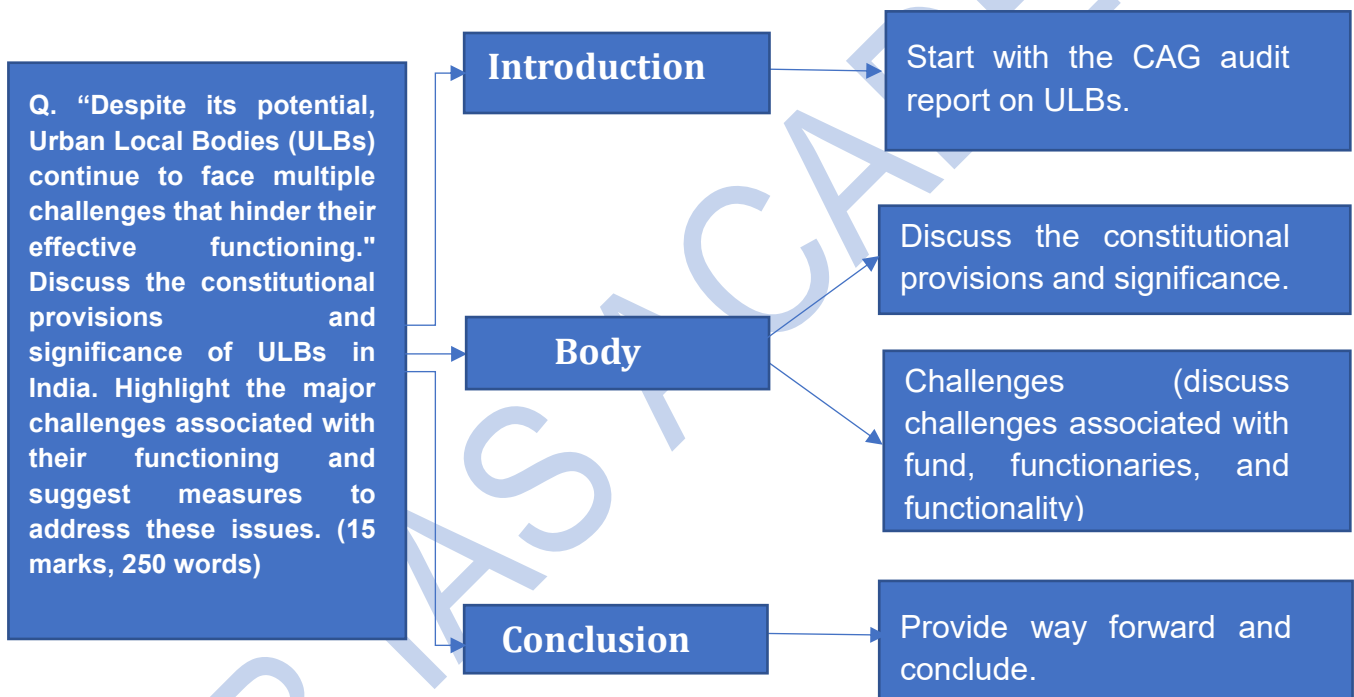 Q. “Despite its potential,
Urban Local Bodies (ULBs)
continue to face multiple
challenges that hinder their
effective functioning."
Discuss the constitutional
provisions and
significance of ULBs in
India. Highlight the major
challenges associated with
their functioning and
suggest measures to
address these issues. (15
marks, 250 words)
Introduction
Start with the CAG audit
report on ULBs.
Body
Discuss the constitutional
provisions and significance.
Challenges (discuss
challenges associated with
fund, functionaries, and
functionality)
Conclusion
Provide way forward and
conclude.
IAS